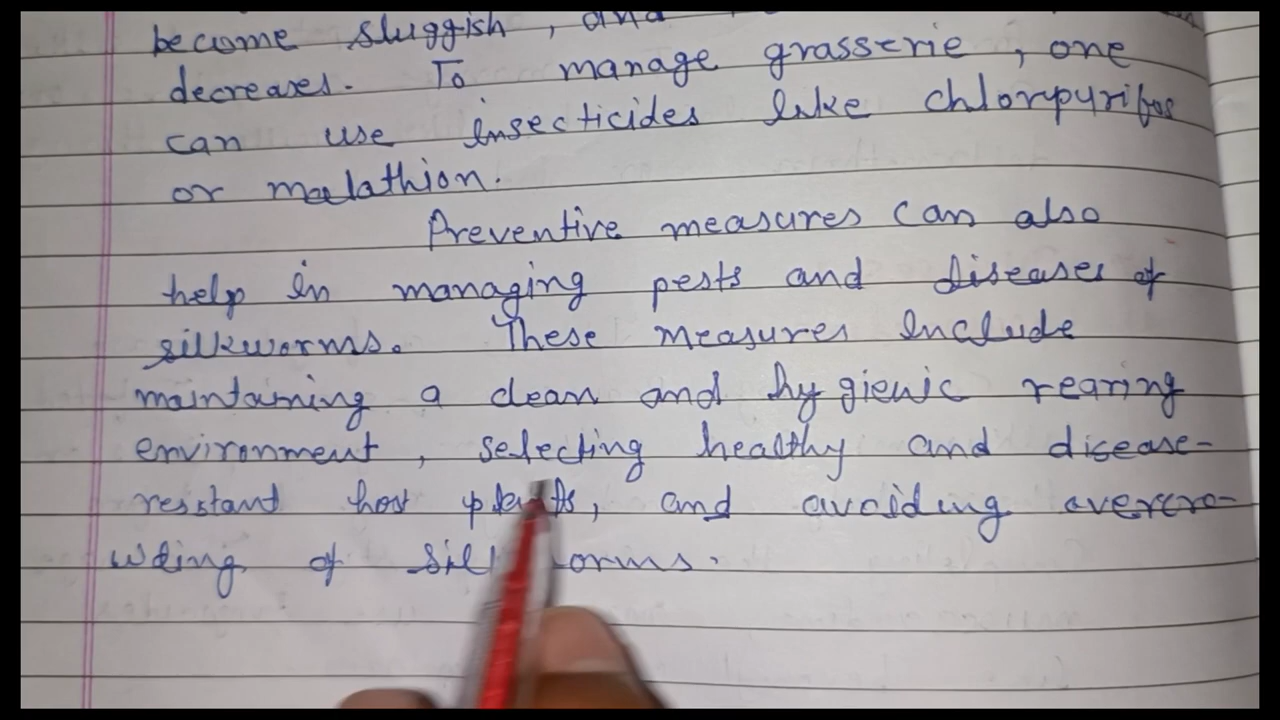 become sluggish, and
decreases. To manage grasserie, one
can use insecticides like chlorpyrifos
or malathion.
Preventive measures can also
help in managing pests and diseases of
silkworms. These measures include
maintaining a clean and hygienic rearing
environment, selecting healthy and disease-
resistant host plants, and avoiding overcro-
wding of silkworms.